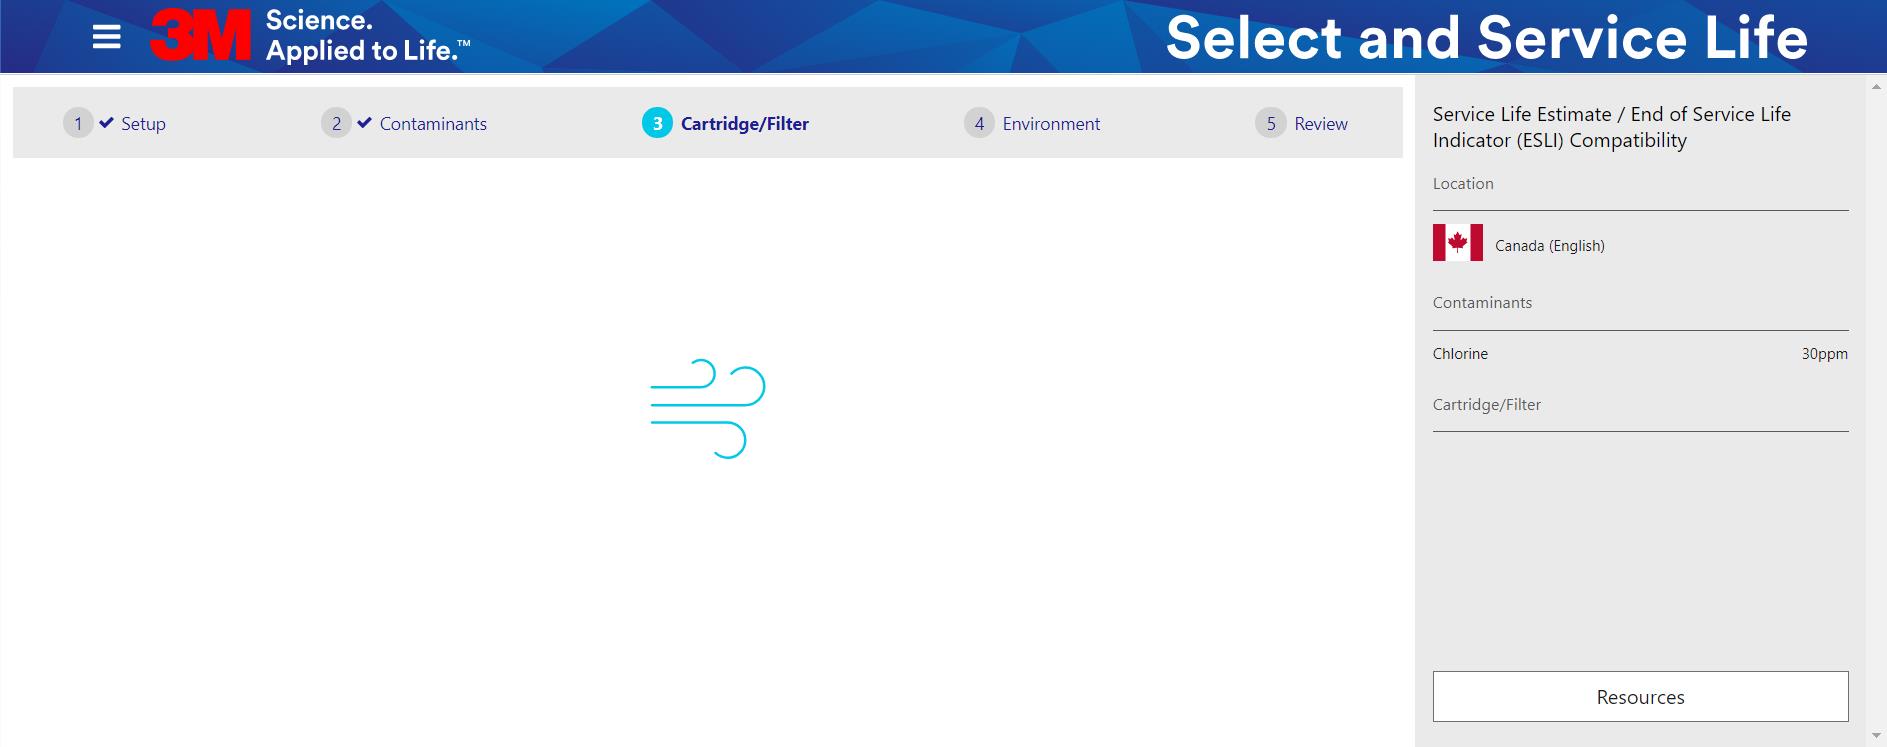 3M Science.
Applied to Life.™
Select and Service Life
1 Setup
2 Contaminants
3 Cartridge/Filter
4 Environment
5 Review
Service Life Estimate / End of Service Life
Indicator (ESLI) Compatibility
Location
Canada (English)
Contaminants
Chlorine 30ppm
Cartridge/Filter
Resources